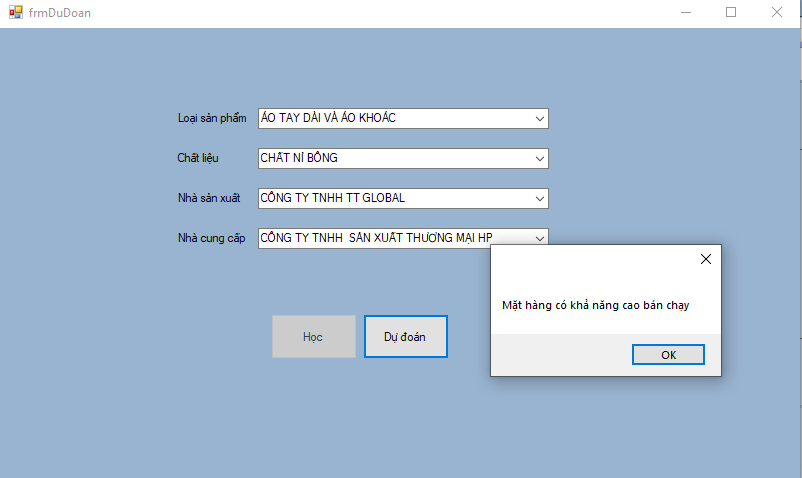 frmDuDoan
Loại sản phẩm
ÁO TAY DÀI VÀ ÁO KHOÁC
Chất liệu
CHẤT NỈ BÔNG
Nhà sản xuất
CÔNG TY TNHH TT GLOBAL
Nhà cung cấp
CÔNG TY TNHH  SẢN XUẤT THƯƠNG MẠI HP
Mặt hàng có khả năng cao bán chạy
OK
Học
Dự đoán